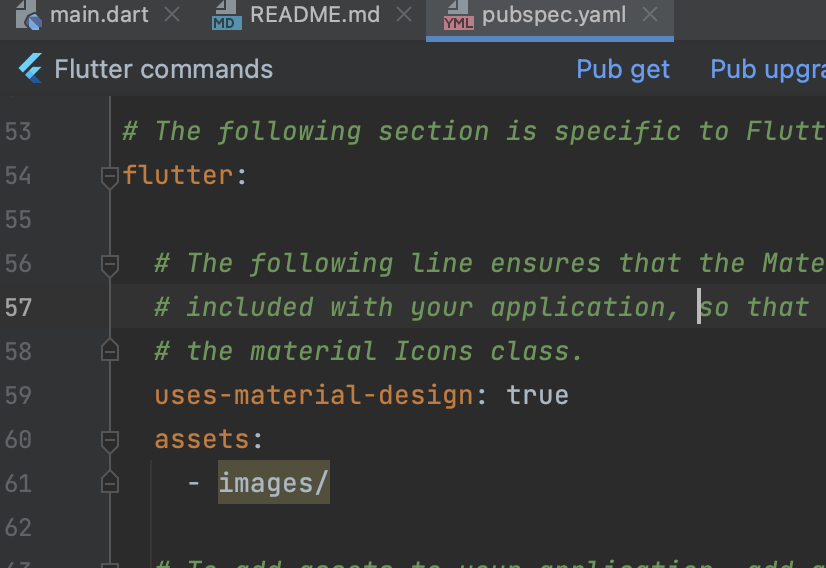 main.dart README.md pubspec.yaml
MD YML
Flutter commands Pub get Pub upgra
53 # The following section is specific to Flutt
54 flutter:
55
56 # The following line ensures that the Mate
57 # included with your application, so that
58 # the material Icons class.
59 uses-material-design: true
60 assets:
61 - images/
62
# To add assets to your application, add a